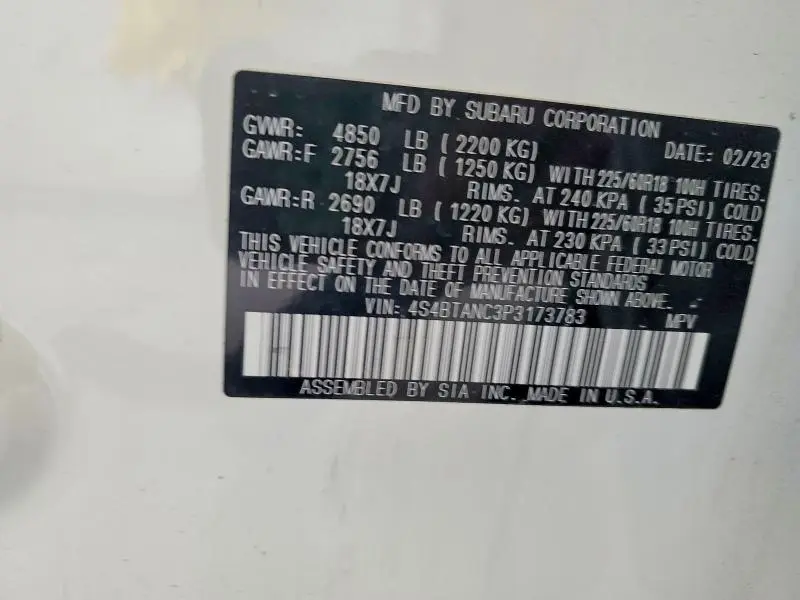 MFD BY SUBARU CORPORATION
GVWR: 4850 LB ( 2200 KG) DATE: 02/23
GAWR:F 2756 LB ( 1250 KG) WITH 225/60R18 100H TIRES.
18X7J RIMS. AT 240 KPA ( 35PSI) COLD
GAWR:R 2690 LB ( 1220 KG) WITH 225/60R18 100H TIRES.
18X7J RIMS. AT 230 KPA ( 33PSI) COLD.
THIS VEHICLE CONFORMS TO ALL APPLICABLE FEDERAL MOTOR
VEHICLE SAFETY AND THEFT PREVENTION STANDARDS
IN EFFECT ON THE DATE OF MANUFACTURE SHOWN ABOVE.
VIN: 4S4BTANC3P3173783 MPV
ASSEMBLED BY SIA-INC. MADE IN U.S.A.